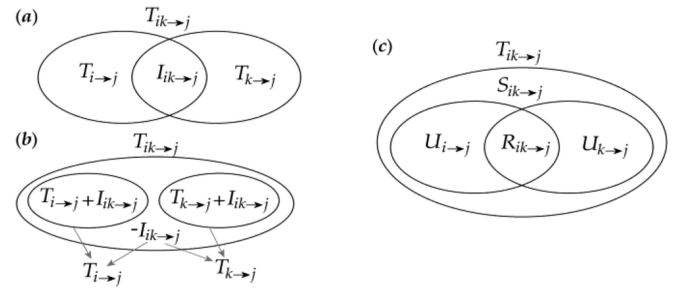 (a)
T_{ik→j}
T_{i→j} I_{ik→j} T_{k→j}
(b)
T_{ik→j}
T_{i→j}+I_{ik→j} T_{k→j}+I_{ik→j}
-I_{ik→j}
T_{i→j} T_{k→j}
(c)
T_{ik→j}
S_{ik→j}
U_{i→j} R_{ik→j} U_{k→j}